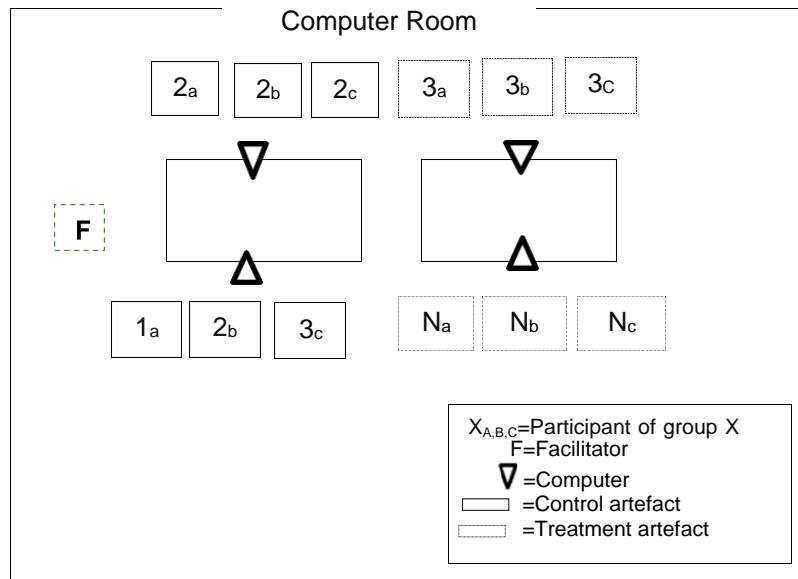 Computer Room
2a 2b 2c 3a 3b 3C
F
1a 2b 3c Na Nb Nc
XA,B,C=Participant of group X
F=Facilitator
=Computer
=Control artefact
=Treatment artefact